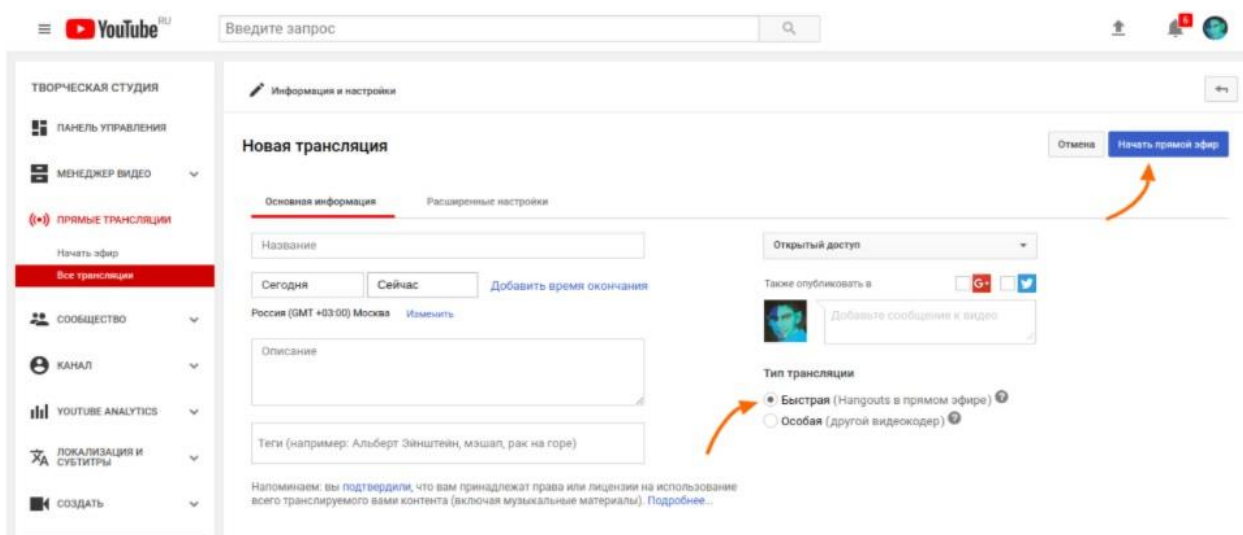 YouTube RU
Введите запрос
6
ТВОРЧЕСКАЯ СТУДИЯ
ПАНЕЛЬ УПРАВЛЕНИЯ
МЕНЕДЖЕР ВИДЕО
ПРЯМЫЕ ТРАНСЛЯЦИИ
Начать эфир
Все трансляции
СООБЩЕСТВО
КАНАЛ
YOUTUBE ANALYTICS
ЛОКАЛИЗАЦИЯ И
СУБТИТРЫ
СОЗДАТЬ
Информация и настройки
Новая трансляция
Отмена
Начать прямой эфир
Основная информация
Расширенные настройки
Название
Сегодня
Сейчас
Добавить время окончания
Россия (GMT +03:00) Москва Изменить
Описание
Теги (например: Альберт Эйнштейн, мэшап, рак на горе)
Напоминаем: вы подтвердили, что вам принадлежат права или лицензии на использование
всего транслируемого вами контента (включая музыкальные материалы). Подробнее...
Открытый доступ
Также опубликовать в
G+
Добавьте сообщение к видео
Тип трансляции
Быстрая (Hangouts в прямом эфире) ?
Особая (другой видеокодер) ?